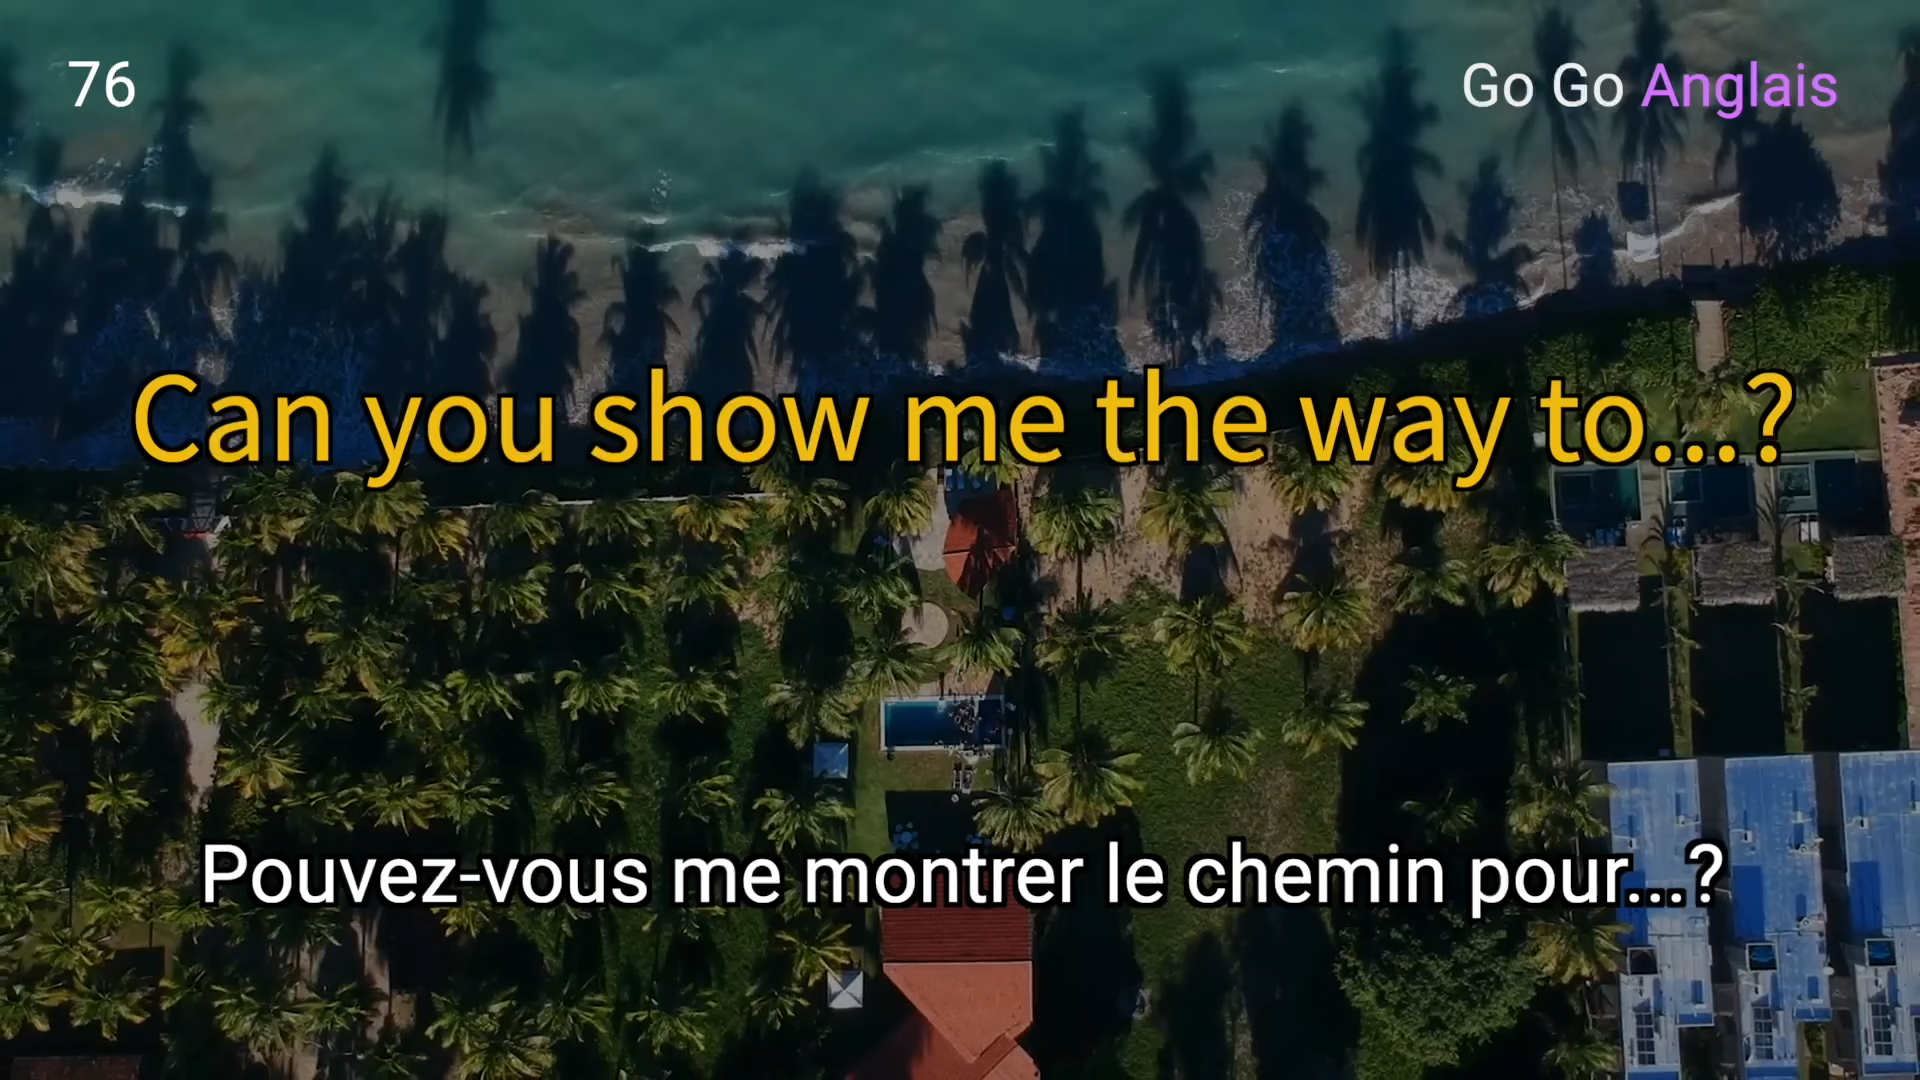 76
Go Go Anglais
Can you show me the way to...?
Pouvez-vous me montrer le chemin pour...?